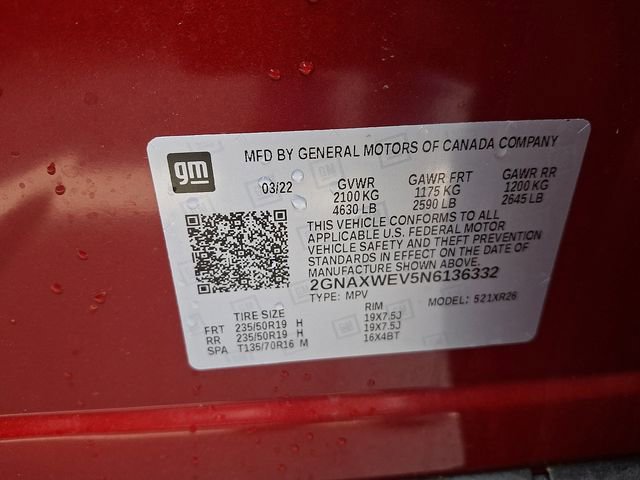 gm
MFD BY GENERAL MOTORS OF CANADA COMPANY
03/22 GVWR GAWR FRT GAWR RR
2100 KG 1175 KG 1200 KG
4630 LB 2590 LB 2645 LB
THIS VEHICLE CONFORMS TO ALL
APPLICABLE U.S. FEDERAL MOTOR
VEHICLE SAFETY AND THEFT PREVENTION
STANDARDS IN EFFECT ON THE DATE OF
MANUFACTURE SHOWN ABOVE.
2GNAXWEV5N6136332
TYPE: MPV MODEL: 521XR26
TIRE SIZE RIM
FRT 235/50R19 H 19X7.5J
RR 235/50R19 H 19X7.5J
SPA T135/70R16 M 16X4BT